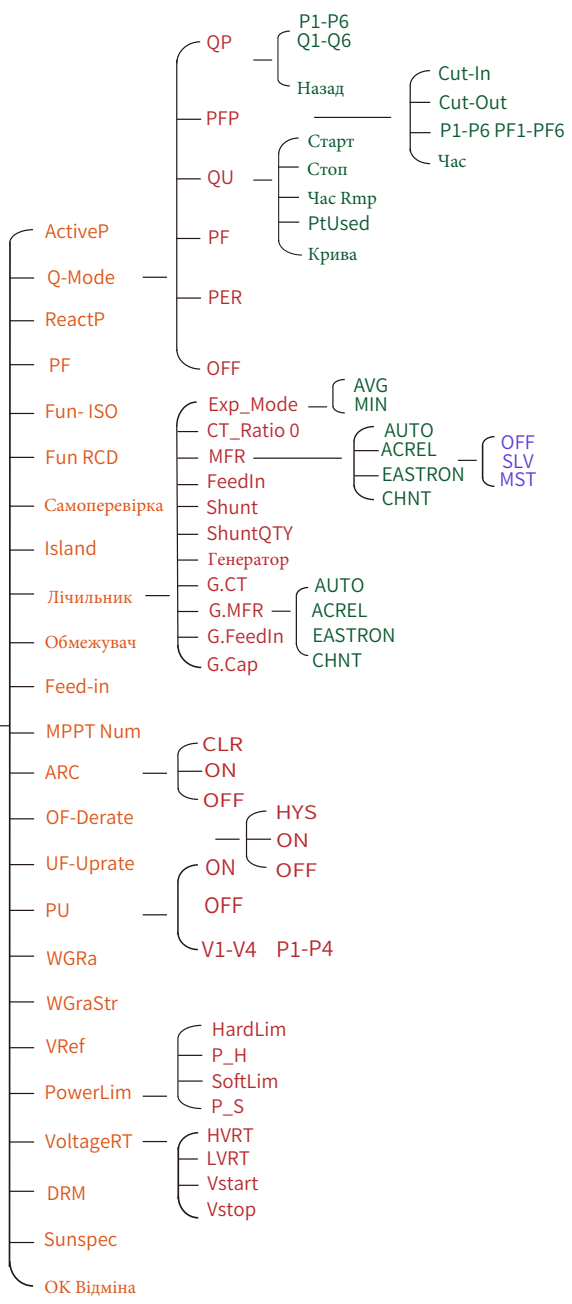 P1-P6
Q1-Q6
Назад
QP
PFP
QU
PF
PER
OFF
Cut-In
Cut-Out
P1-P6 PF1-PF6
Час
Старт
Стоп
Час Rmp
PtUsed
Крива
ActiveP
Q-Mode
ReactP
PF
Fun- ISO
Fun RCD
Самоперевірка
Island
Лічильник
Обмежувач
Feed-in
MPPT Num
ARC
OF-Derate
UF-Uprate
PU
WGRa
WGraStr
VRef
PowerLim
VoltageRT
DRM
Sunspec
ОК Відміна
Exp_Mode
CT_Ratio 0
MFR
FeedIn
Shunt
ShuntQTY
Генератор
G.CT
G.MFR
G.FeedIn
G.Cap
AVG
MIN
AUTO
ACREL
EASTRON
CHNT
OFF
SLV
MST
AUTO
ACREL
EASTRON
CHNT
CLR
ON
OFF
HYS
ON
OFF
ON
OFF
V1-V4 P1-P4
HardLim
P_H
SoftLim
P_S
HVRT
LVRT
Vstart
Vstop